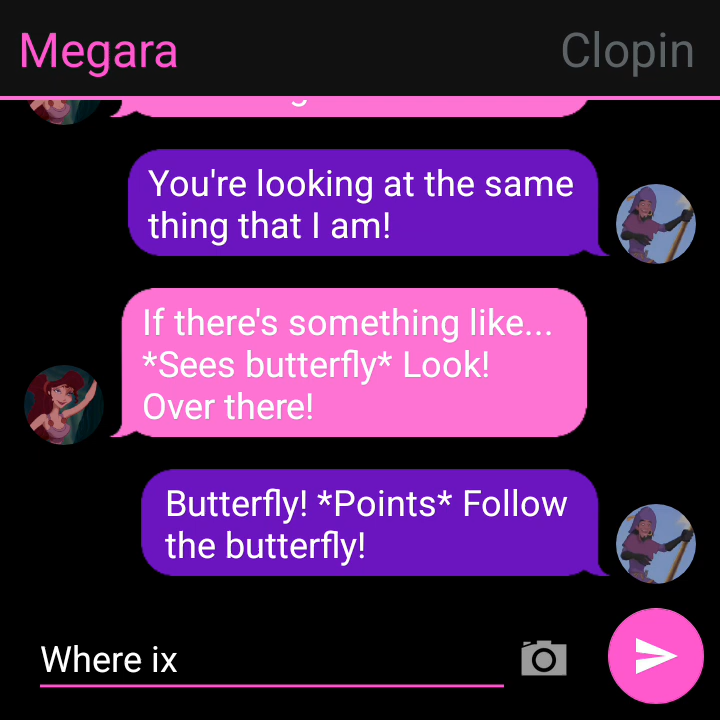 Megara Clopin
You're looking at the same
thing that I am!
If there's something like...
*Sees butterfly* Look!
Over there!
Butterfly! *Points* Follow
the butterfly!
Where ix